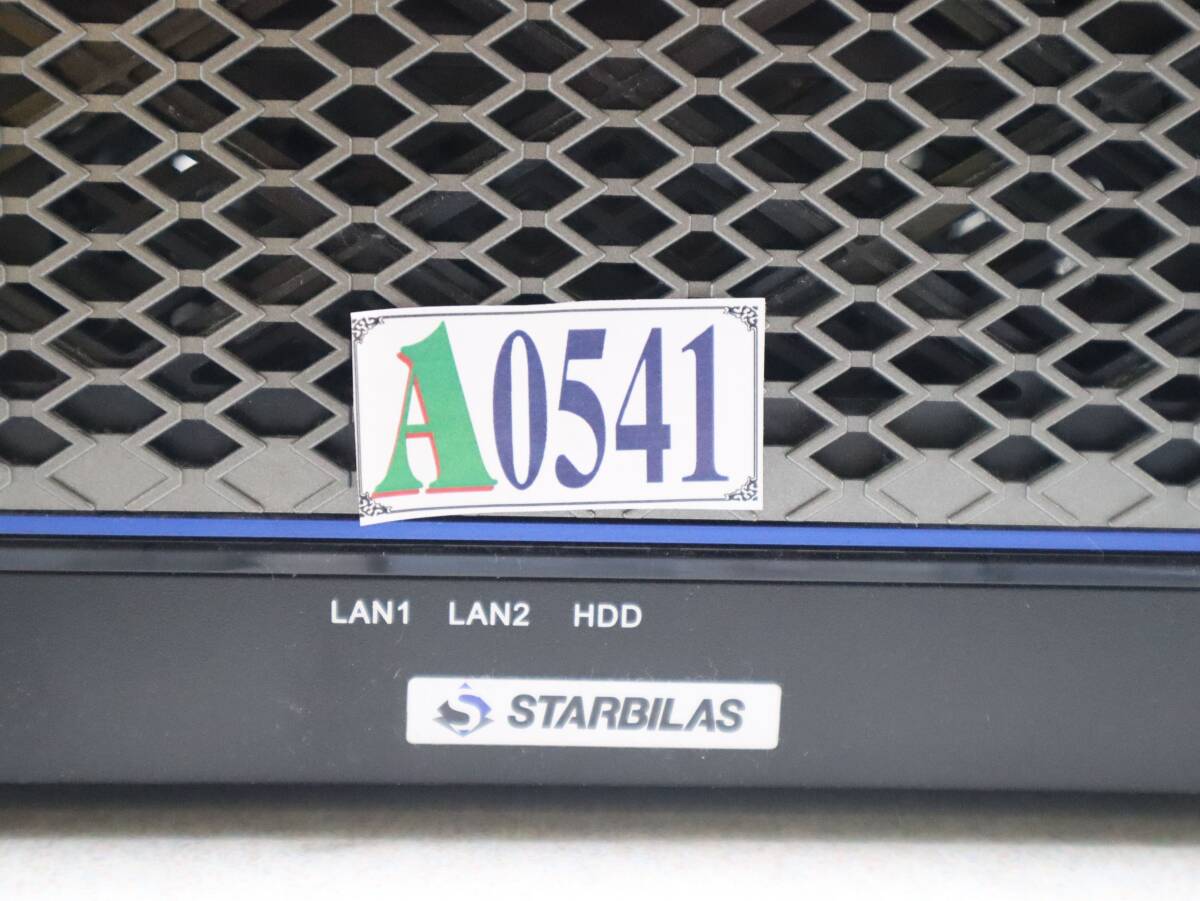 A0541
LAN1 LAN2 HDD
STARBILAS